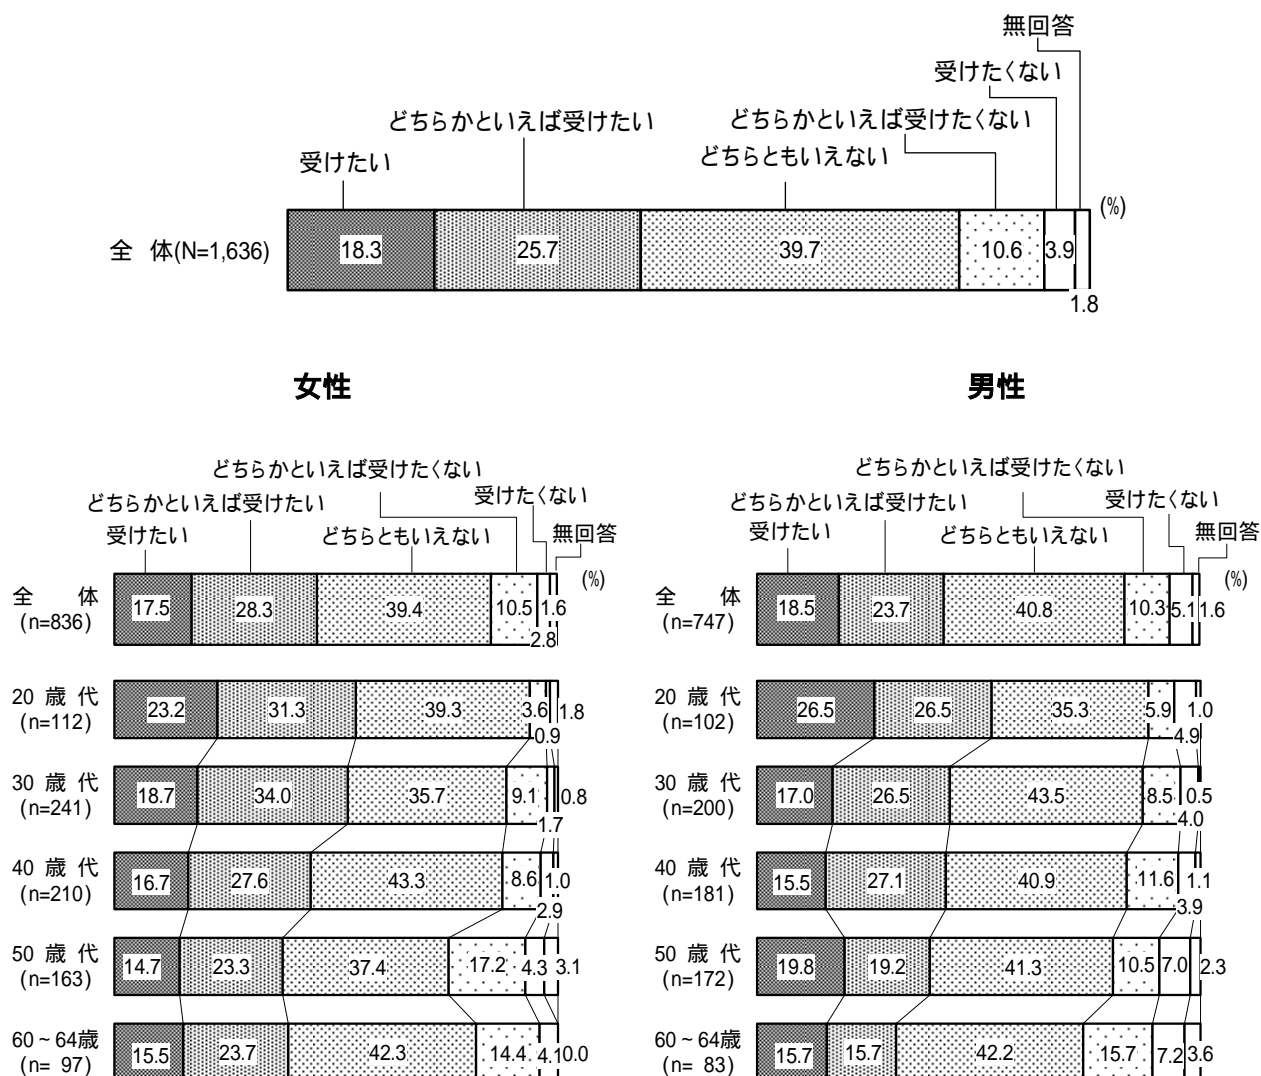 無回答
受けたくない
どちらかといえば受けたい
どちらかといえば受けたくない
受けたい
どちらともいえない
(%)
全 体(N=1,636) 18.3 25.7 39.7 10.6 3.9
1.8
女性
どちらかといえば受けたくない
受けたくない
どちらかといえば受けたい
受けたい
どちらともいえない
無回答
(%)
全 体
(n=836)
17.5 28.3 39.4 10.5 1.6
2.8
20 歳 代
(n=112)
23.2 31.3 39.3 3.6 1.8
0.9
30 歳 代
(n=241)
18.7 34.0 35.7 9.1 0.8
1.7
40 歳 代
(n=210)
16.7 27.6 43.3 8.6 1.0
2.9
50 歳 代
(n=163)
14.7 23.3 37.4 17.2 4.3 3.1
60~64歳
(n= 97)
15.5 23.7 42.3 14.4 4.1 0.0
男性
どちらかといえば受けたくない
受けたくない
どちらかといえば受けたい
受けたい
どちらともいえない
無回答
(%)
全 体
(n=747)
18.5 23.7 40.8 10.3 5.1 1.6
20 歳 代
(n=102)
26.5 26.5 35.3 5.9 1.0
4.9
30 歳 代
(n=200)
17.0 26.5 43.5 8.5 0.5
4.0
40 歳 代
(n=181)
15.5 27.1 40.9 11.6 1.1
3.9
50 歳 代
(n=172)
19.8 19.2 41.3 10.5 7.0 2.3
60~64歳
(n= 83)
15.7 15.7 42.2 15.7 7.2 3.6